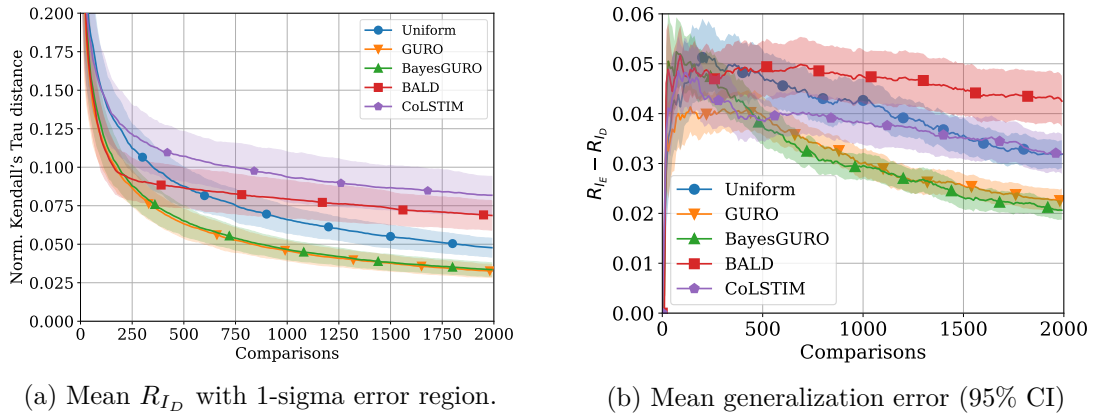 0.200
0.175
0.150
0.125
0.100
0.075
0.050
0.025
0.000
Norm. Kendall's Tau distance
0 250 500 750 1000 1250 1500 1750 2000
Comparisons
Uniform
GURO
BayesGURO
BALD
CoLSTIM
(a) Mean R_{I_D} with 1-sigma error region.
0.06
0.05
0.04
0.03
0.02
0.01
0.00
R_{I_E} − R_{I_D}
0 500 1000 1500 2000
Comparisons
Uniform
GURO
BayesGURO
BALD
CoLSTIM
(b) Mean generalization error (95% CI)